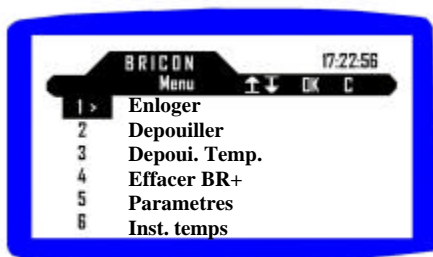 BRICON 17:22:56
Menu OK C
1 > Enloger
2 Depouiller
3 Depoui. Temp.
4 Effacer BR+
5 Parametres
6 Inst. temps